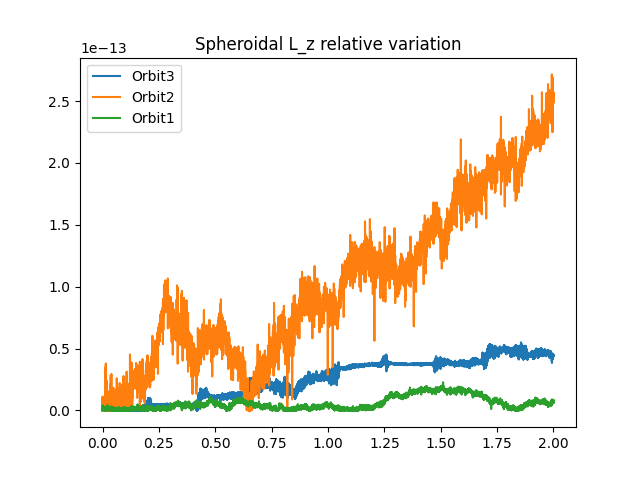 Spheroidal L_z relative variation
1e−13
Orbit3
Orbit2
Orbit1
2.5
2.0
1.5
1.0
0.5
0.0
0.00 0.25 0.50 0.75 1.00 1.25 1.50 1.75 2.00